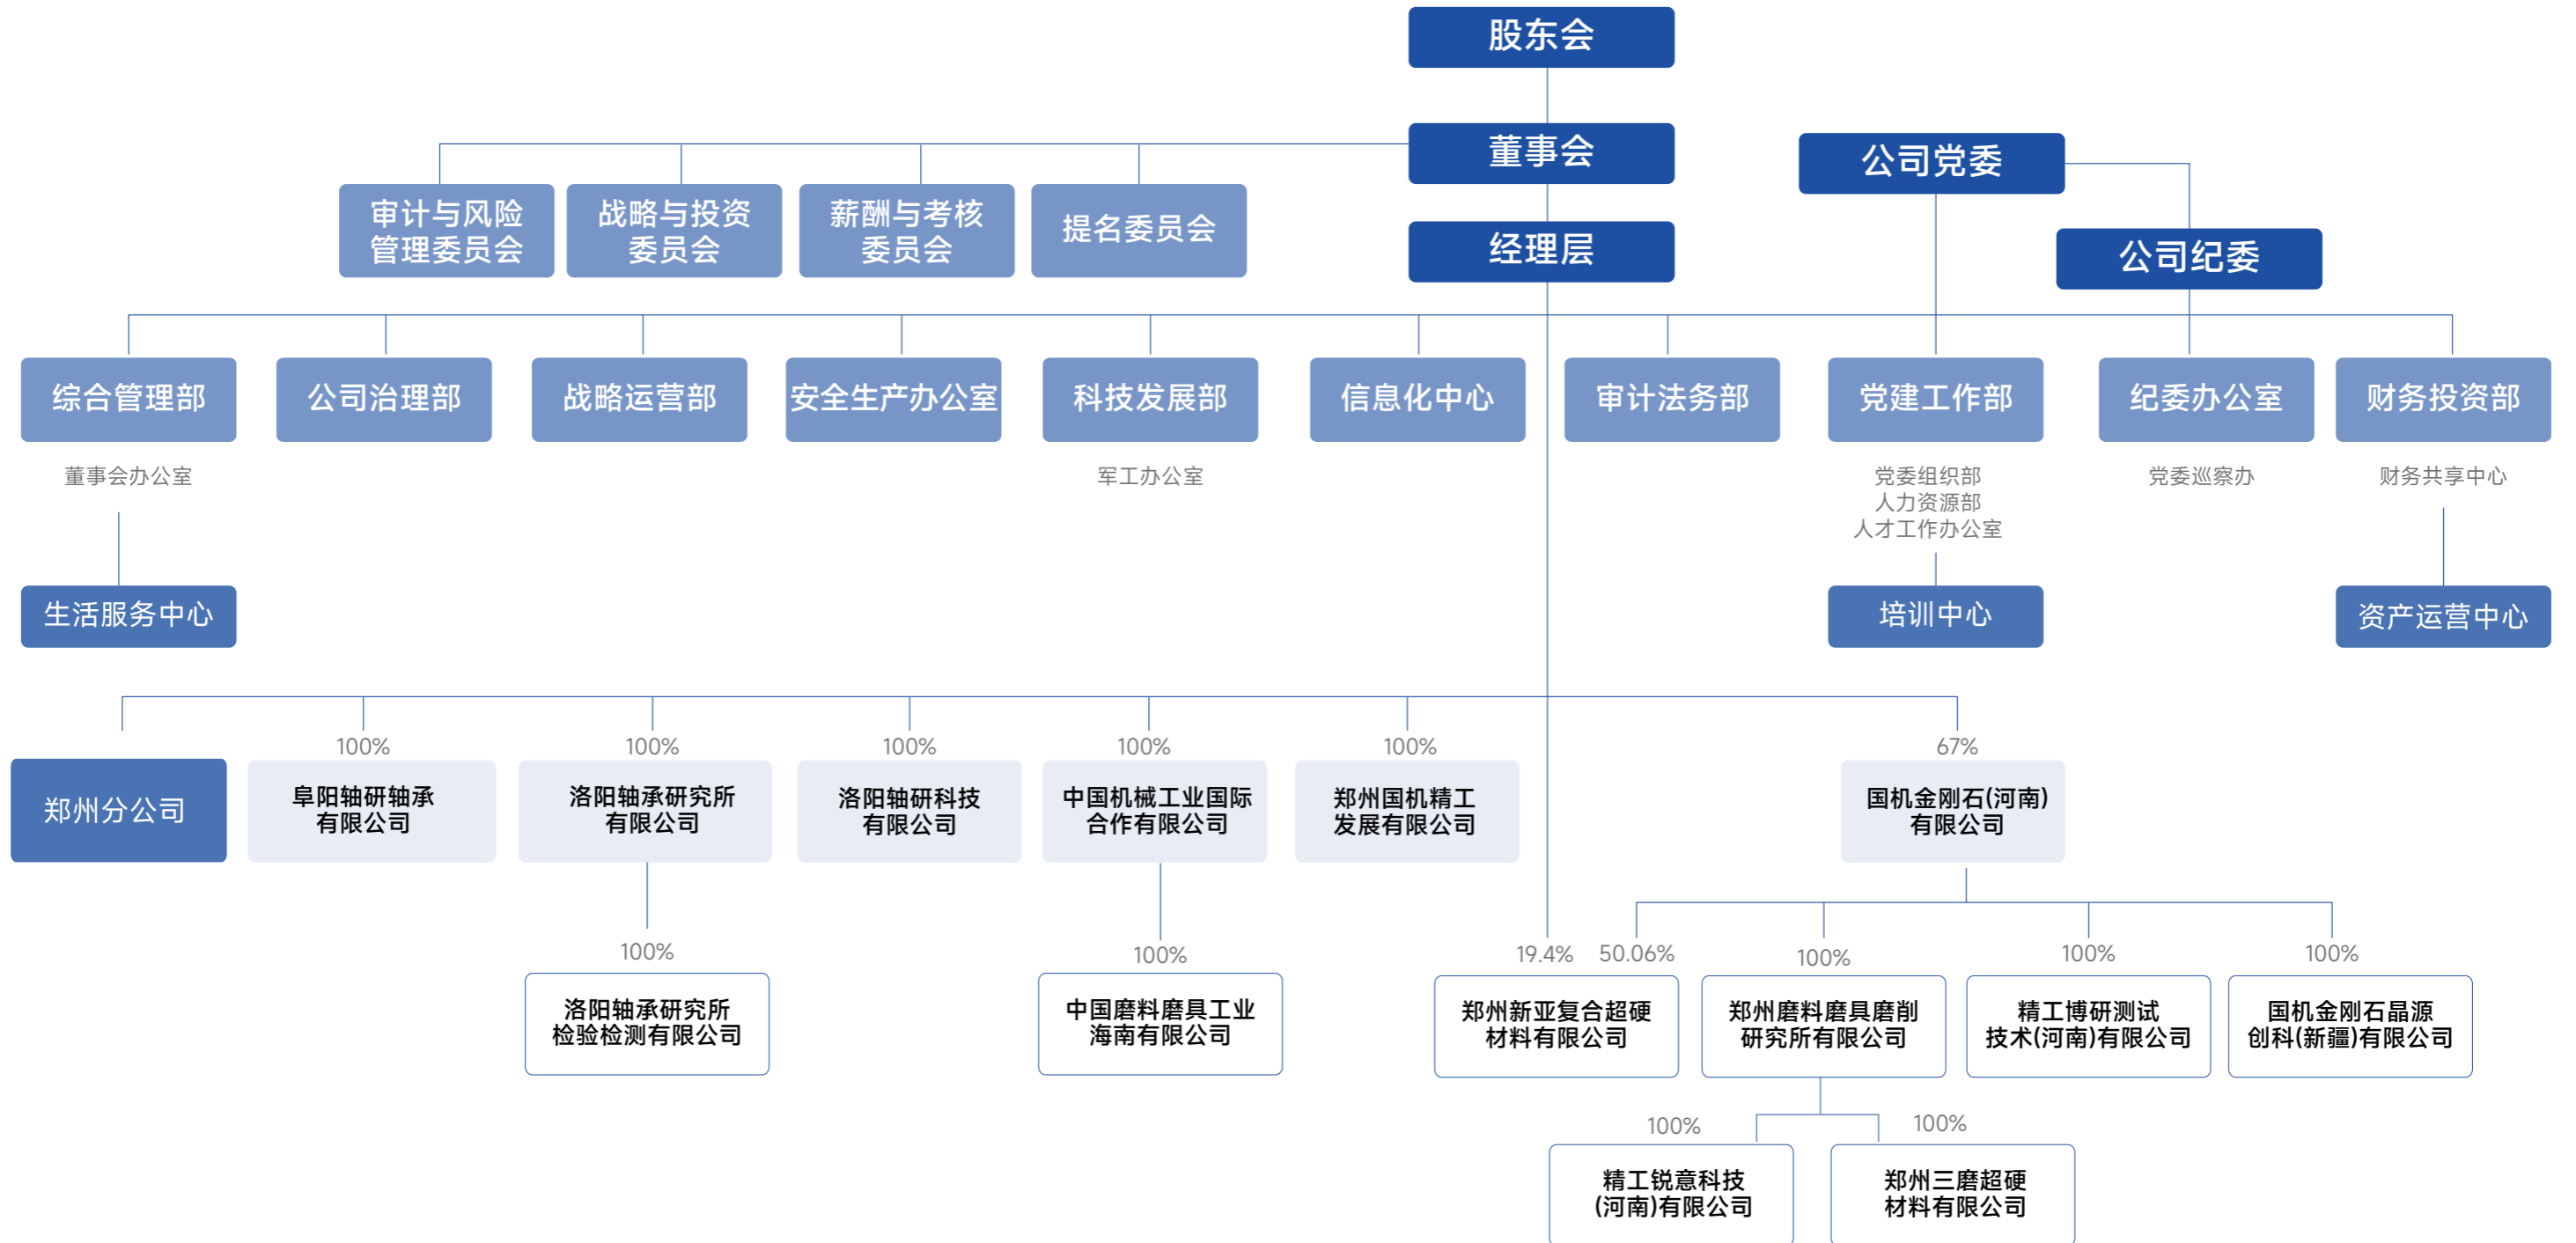 股东会
董事会
公司党委
审计与风险
管理委员会
战略与投资
委员会
薪酬与考核
委员会
提名委员会
经理层
公司纪委
综合管理部
公司治理部
战略运营部
安全生产办公室
科技发展部
信息化中心
审计法务部
党建工作部
纪委办公室
财务投资部
董事会办公室
军工办公室
党委组织部
人力资源部
人才工作办公室
党委巡察办
财务共享中心
生活服务中心
培训中心
资产运营中心
郑州分公司
100%
阜阳轴研轴承
有限公司
100%
洛阳轴承研究所
有限公司
100%
洛阳轴研科技
有限公司
100%
中国机械工业国际
合作有限公司
100%
郑州国机精工
发展有限公司
67%
国机金刚石(河南)
有限公司
100%
洛阳轴承研究所
检验检测有限公司
100%
中国磨料磨具工业
海南有限公司
19.4%
50.06%
郑州新亚复合超硬
材料有限公司
100%
郑州磨料磨具磨削
研究所有限公司
100%
精工博研测试
技术(河南)有限公司
100%
国机金刚石晶源
创科(新疆)有限公司
100%
精工锐意科技
(河南)有限公司
100%
郑州三磨超硬
材料有限公司